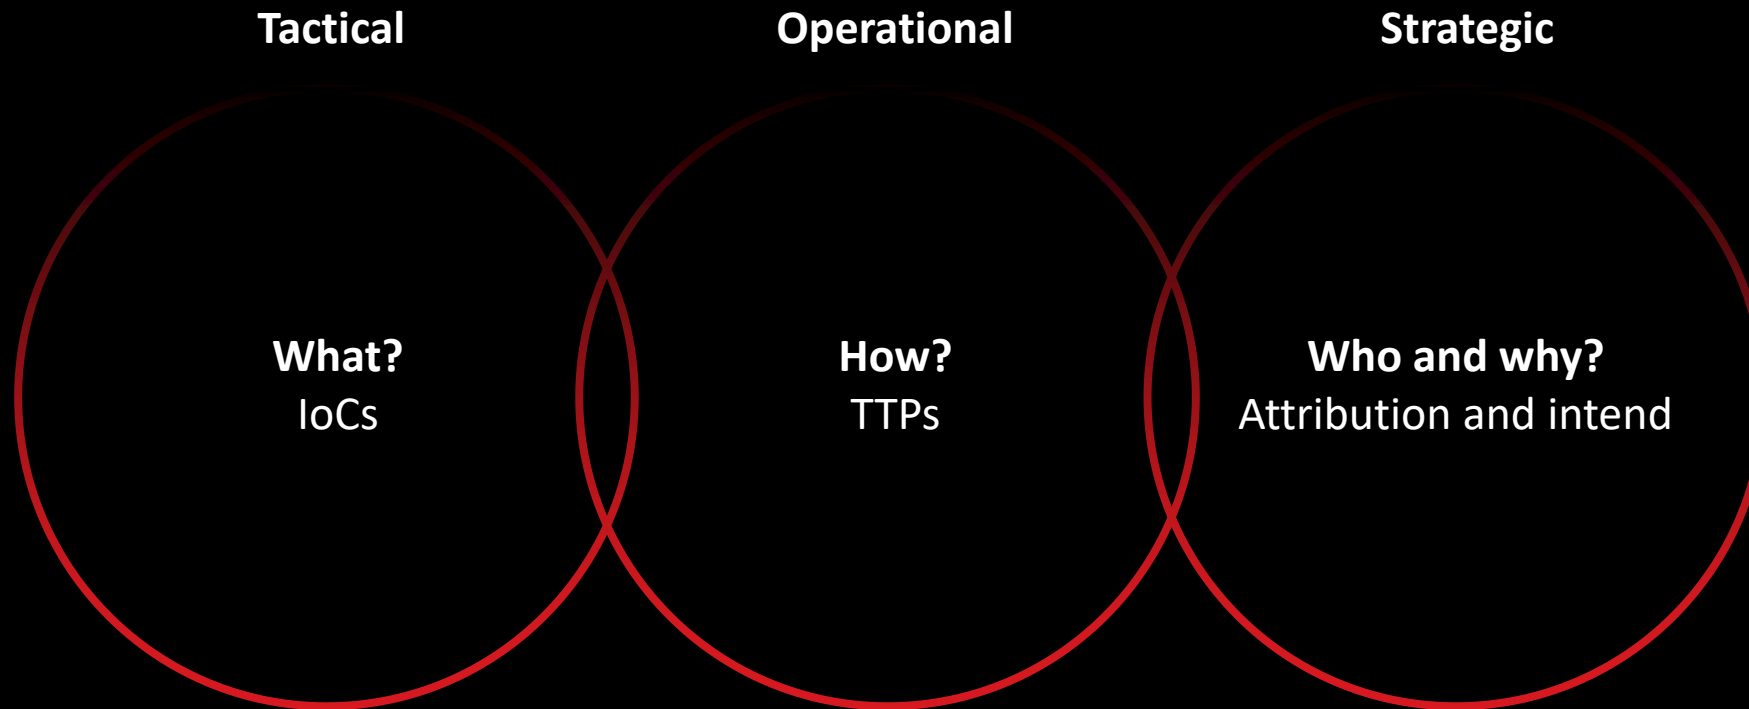 Tactical
Operational
Strategic
What?
IoCs
How?
TTPs
Who and why?
Attribution and intend